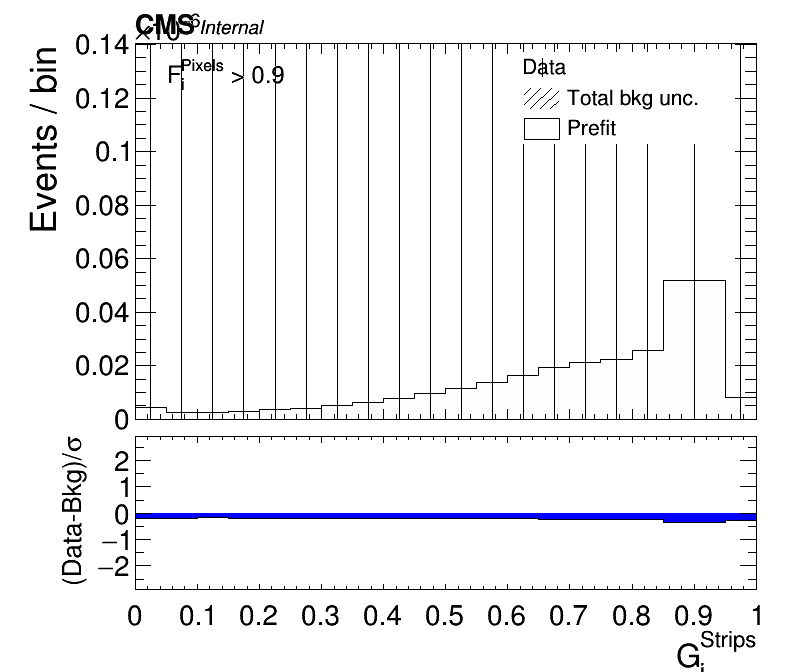 CMS Internal
×10⁻⁶
Events / bin
0.14
0.12
0.1
0.08
0.06
0.04
0.02
0
F_i^Pixels > 0.9
Data
Total bkg unc.
Prefit
(Data-Bkg)/σ
2
1
0
−1
−2
0 0.1 0.2 0.3 0.4 0.5 0.6 0.7 0.8 0.9 1
G_i^Strips